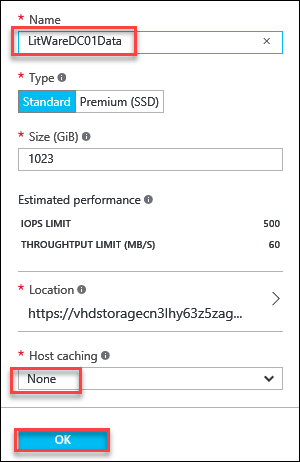 * Name
LitWareDC01Data ×
* Type
Standard Premium (SSD)
* Size (GiB)
1023
Estimated performance
IOPS LIMIT 500
THROUGHTPUT LIMIT (MB/S) 60
* Location
https://vhdstoragecn3lhy63z5zag...
* Host caching
None
OK